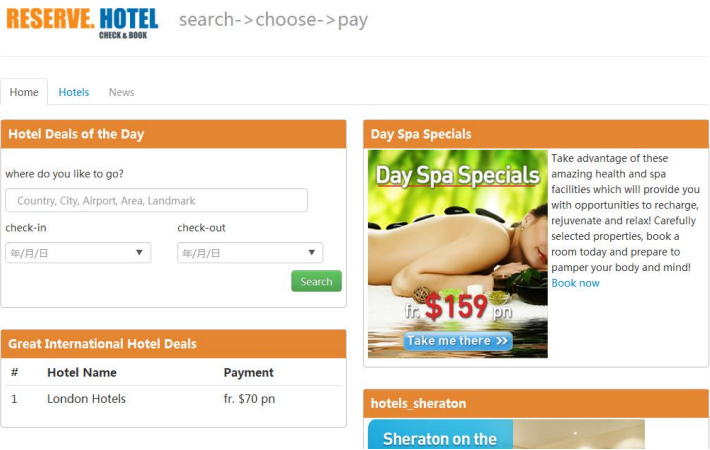 RESERVE. HOTEL
CHECK & BOOK
search->choose->pay
Home
Hotels
News
Hotel Deals of the Day
where do you like to go?
Country, City, Airport, Area, Landmark
check-in
check-out
年/月/日
年/月/日
Search
Great International Hotel Deals
# Hotel Name Payment
1 London Hotels fr. $70 pn
Day Spa Specials
Day Spa Specials
fr. $159 pn
Take me there >>
Take advantage of these
amazing health and spa
facilities which will provide you
with opportunities to recharge,
rejuvenate and relax! Carefully
selected properties, book a
room today and prepare to
pamper your body and mind!
Book now
hotels_sheraton
Sheraton on the